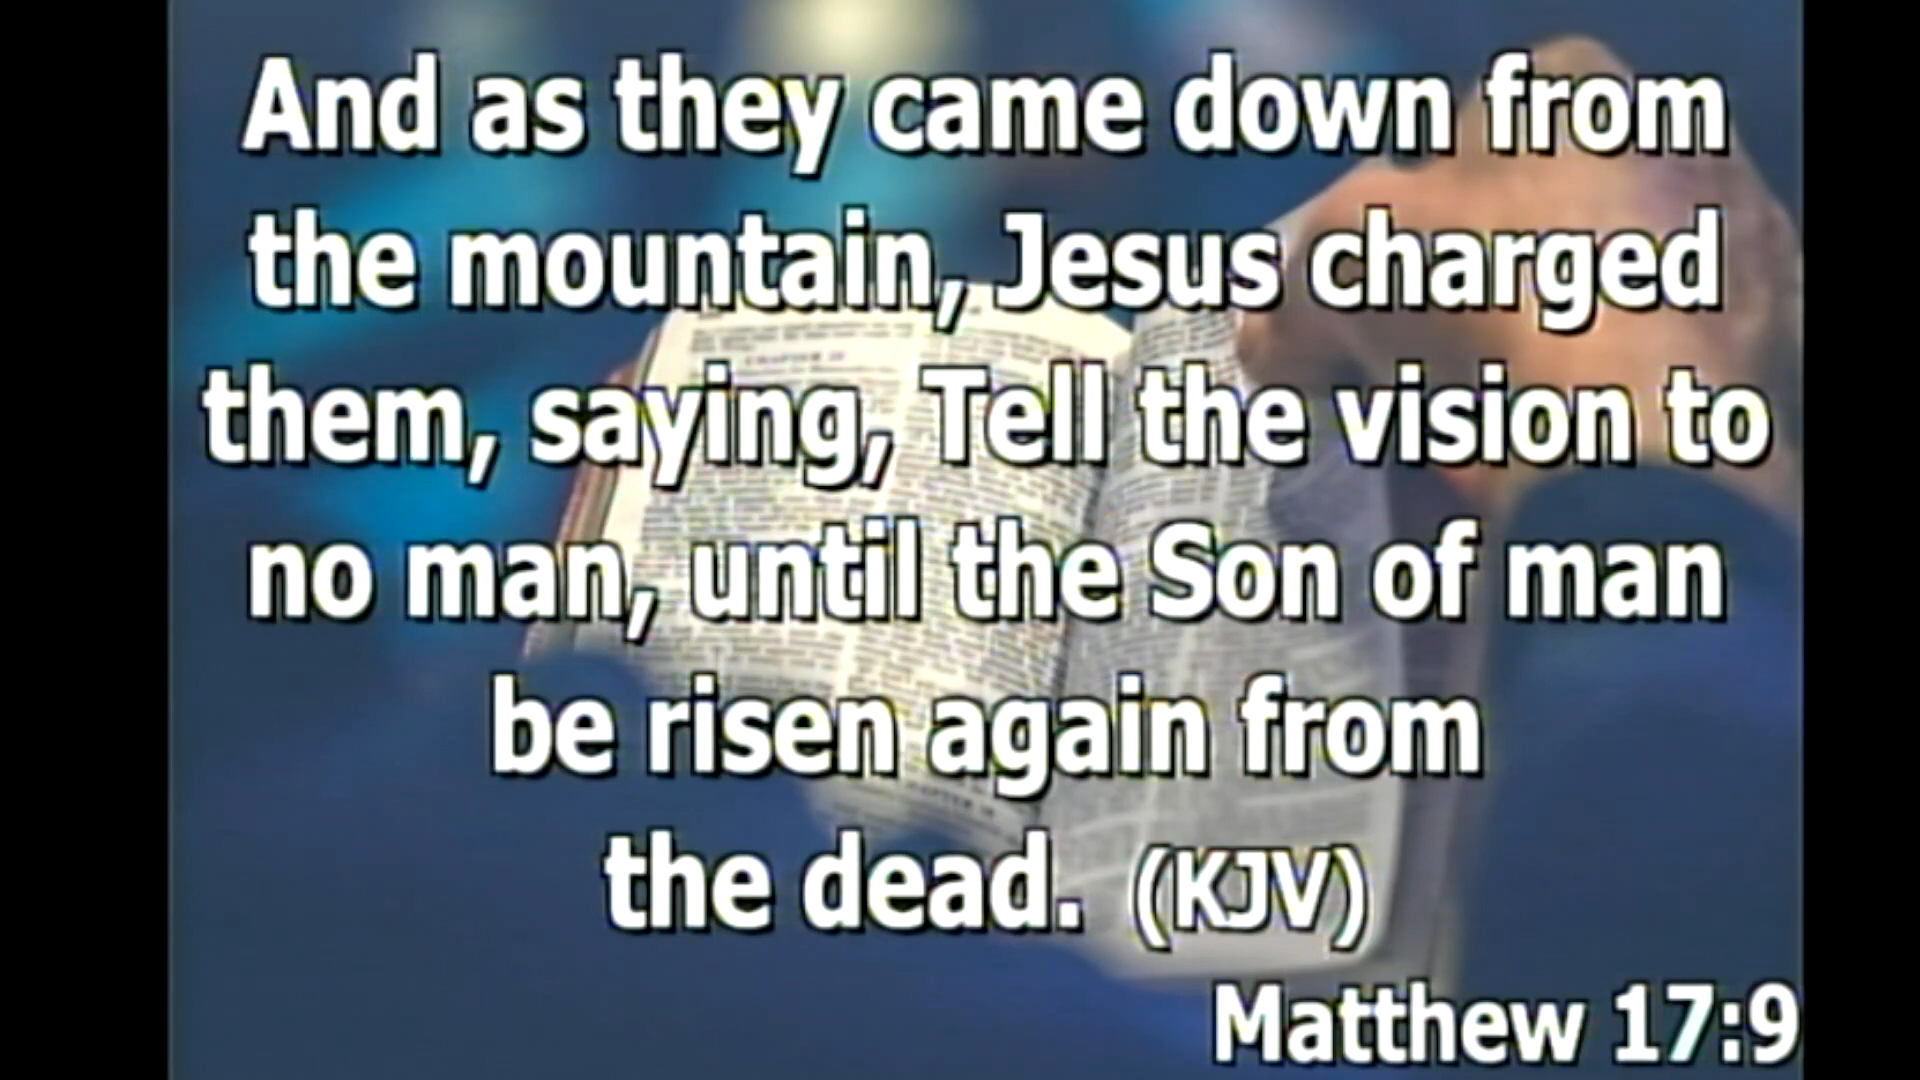 And as they came down from
the mountain, Jesus charged
them, saying, Tell the vision to
no man, until the Son of man
be risen again from
the dead. (KJV)
Matthew 17:9